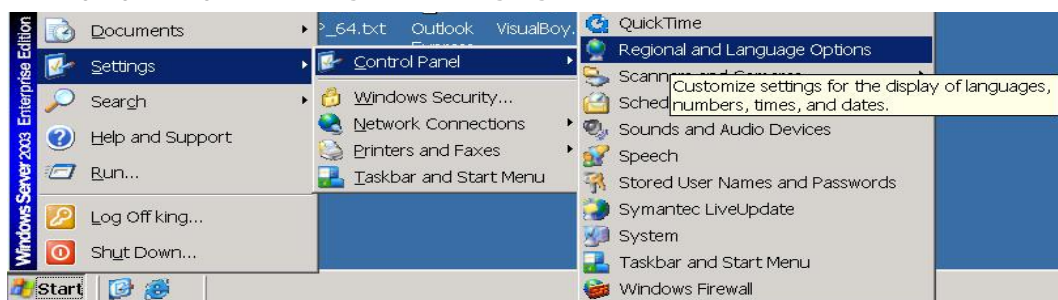 Windows Server 2003 Enterprise Edition
Documents
Settings
Search
Help and Support
Run...
Log Off king...
Shut Down...
Start
Control Panel
Windows Security...
Network Connections
Printers and Faxes
Taskbar and Start Menu
_64.txt Outlook VisualBoy.
QuickTime
Regional and Language Options
Scanners and Cameras
Customize settings for the display of languages,
numbers, times, and dates.
Sched
Sounds and Audio Devices
Speech
Stored User Names and Passwords
Symantec LiveUpdate
System
Taskbar and Start Menu
Windows Firewall